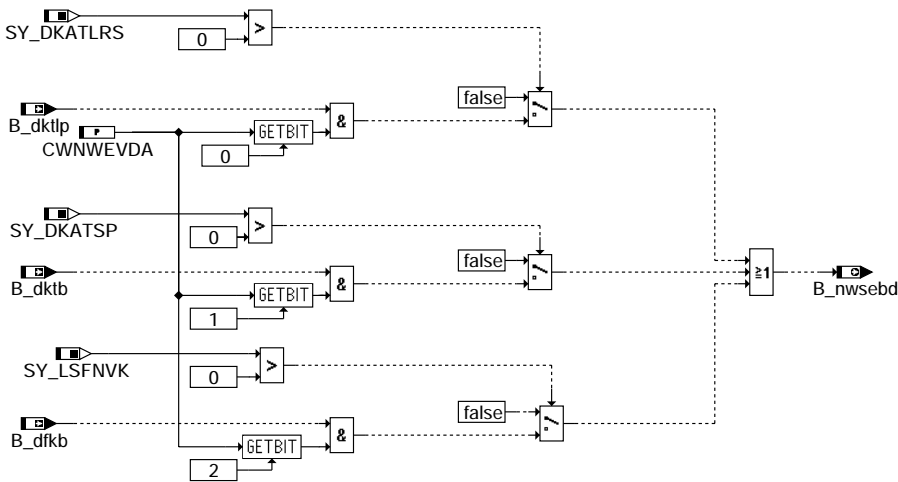 SY_DKATLRS
0
>
B_dktlp
CWNWEVDA
P
GETBIT
0
&
false
SY_DKATSP
0
>
B_dktb
GETBIT
1
&
false
≧1
B_nwsebd
SY_LSFNVK
0
>
B_dfkb
GETBIT
2
&
false